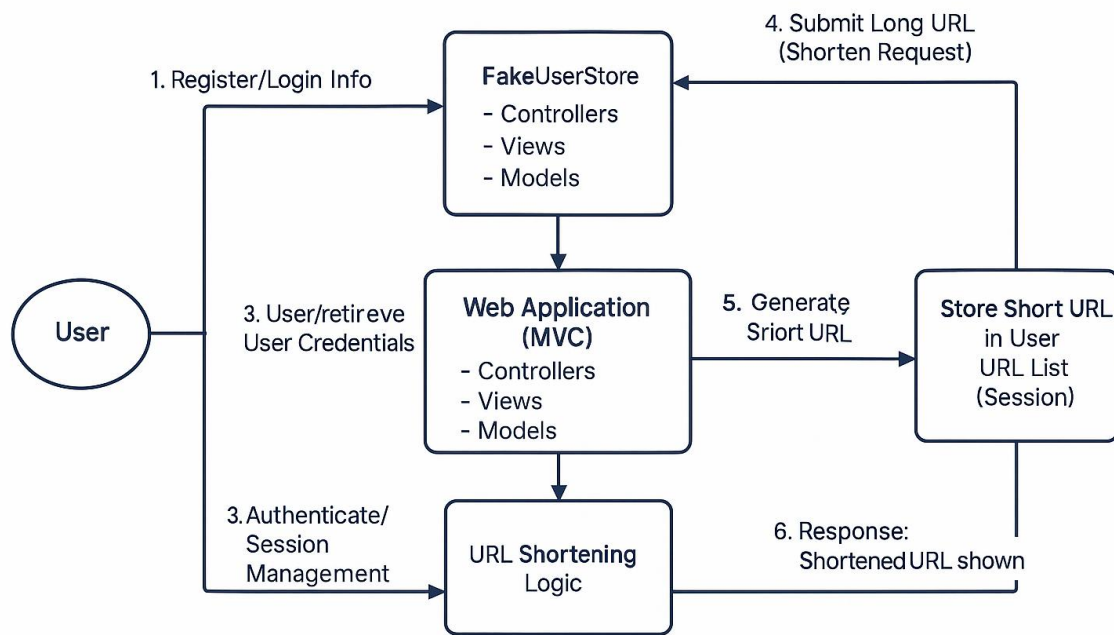 4. Submit Long URL
(Shorten Request)
1. Register/Login Info
FakeUserStore
- Controllers
- Views
- Models
User
3. User/retireve
User Credentials
Web Application
(MVC)
- Controllers
- Views
- Models
5. Generate
Sriort URL
Store Short URL
in User
URL List
(Session)
3. Authenticate/
Session
Management
URL Shortening
Logic
6. Response:
Shortened URL shown